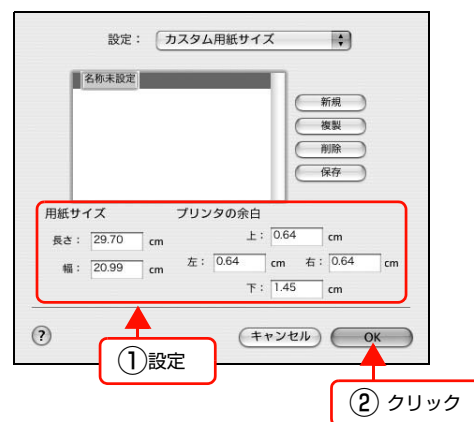 設定： カスタム用紙サイズ
名称未設定
新規
複製
削除
保存
用紙サイズ プリンタの余白
長さ： 29.70 cm 上： 0.64 cm
幅： 20.99 cm 左： 0.64 cm 右： 0.64 cm
下： 1.45 cm
? キャンセル OK
①設定
② クリック